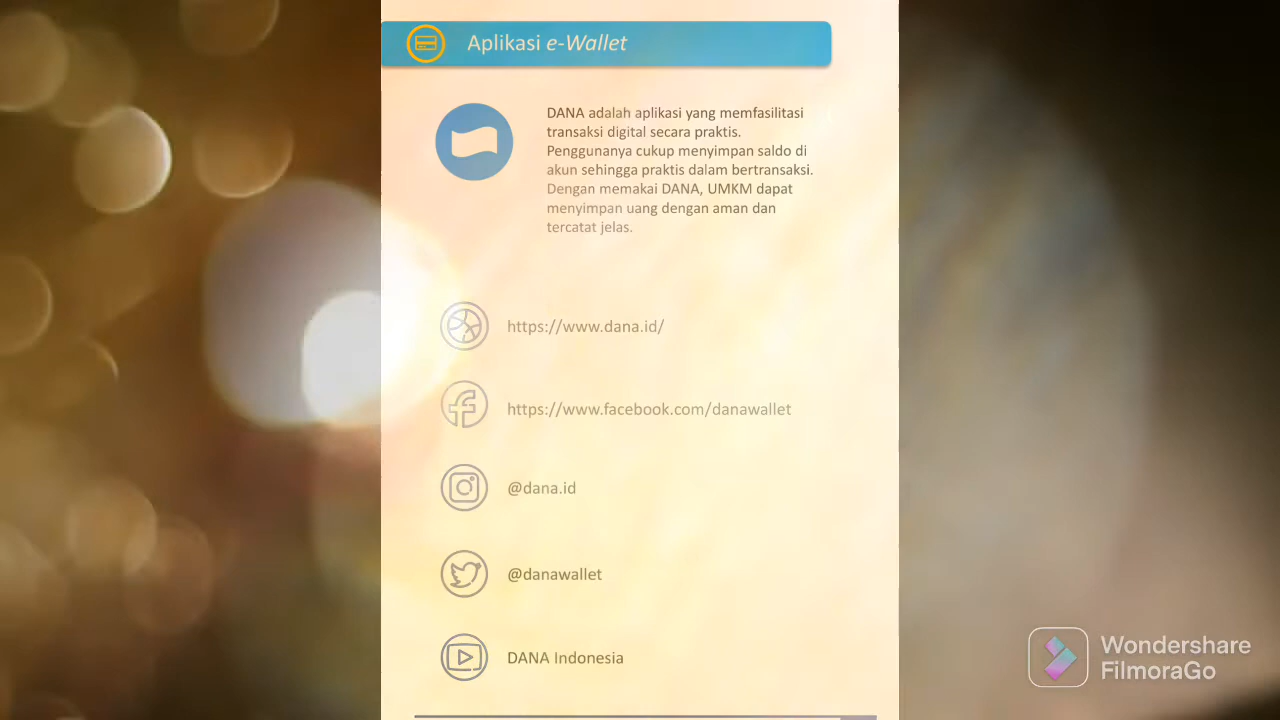 Aplikasi e-Wallet
DANA adalah aplikasi yang memfasilitasi
transaksi digital secara praktis.
Penggunanya cukup menyimpan saldo di
akun sehingga praktis dalam bertransaksi.
Dengan memakai DANA, UMKM dapat
menyimpan uang dengan aman dan
tercatat jelas.
https://www.dana.id/
https://www.facebook.com/danawallet
@dana.id
@danawallet
DANA Indonesia
Wondershare
FilmoraGo